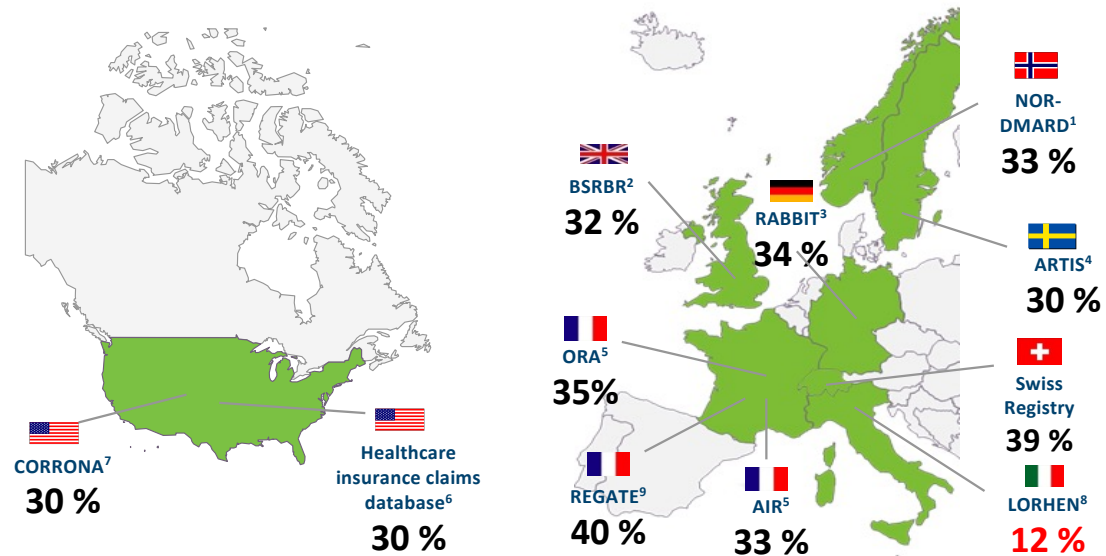 CORRONA7
30 %
Healthcare
insurance claims
database6
30 %
BSRBR2
32 %
RABBIT3
34 %
NOR-
DMARD1
33 %
ARTIS4
30 %
ORA5
35%
Swiss
Registry
39 %
REGATE9
40 %
AIR5
33 %
LORHEN8
12 %